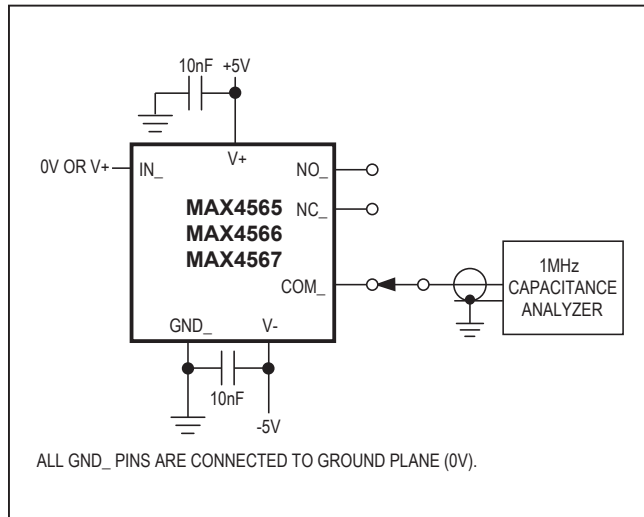 10nF +5V
V+
0V OR V+ IN_
NO_
MAX4565
NC_
MAX4566
MAX4567
COM_
1MHz
CAPACITANCE
ANALYZER
GND_ V-
10nF
-5V
ALL GND_ PINS ARE CONNECTED TO GROUND PLANE (0V).